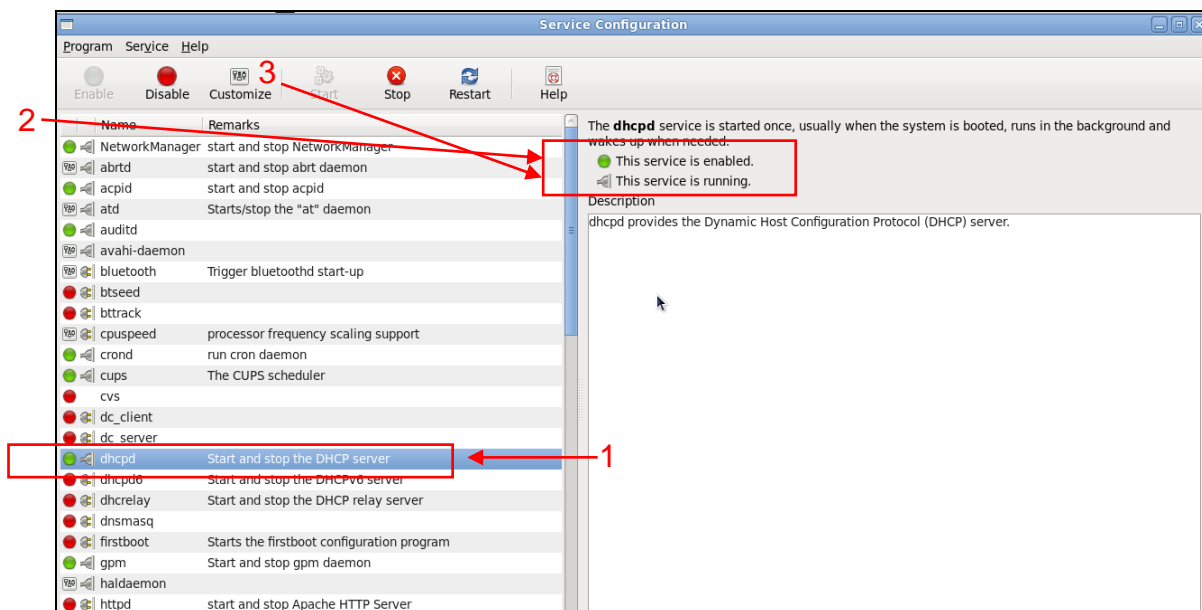 Service Configuration
Program Service Help
Enable Disable Customize Start Stop Restart Help
3
2
Name Remarks
NetworkManager start and stop NetworkManager
abrtd start and stop abrt daemon
acpid start and stop acpid
atd Starts/stop the "at" daemon
auditd
avahi-daemon
bluetooth Trigger bluetoothd start-up
btseed
bttrack
cpuspeed processor frequency scaling support
crond run cron daemon
cups The CUPS scheduler
cvs
dc_client
dc_server
dhcpd Start and stop the DHCP server
1
dhcpd6 Start and stop the DHCPv6 server
dhcrelay Start and stop the DHCP relay server
dnsmasq
firstboot Starts the firstboot configuration program
gpm Start and stop gpm daemon
haldaemon
httpd start and stop Apache HTTP Server
The dhcpd service is started once, usually when the system is booted, runs in the background and
wakes up when needed.
This service is enabled.
This service is running.
Description
dhcpd provides the Dynamic Host Configuration Protocol (DHCP) server.